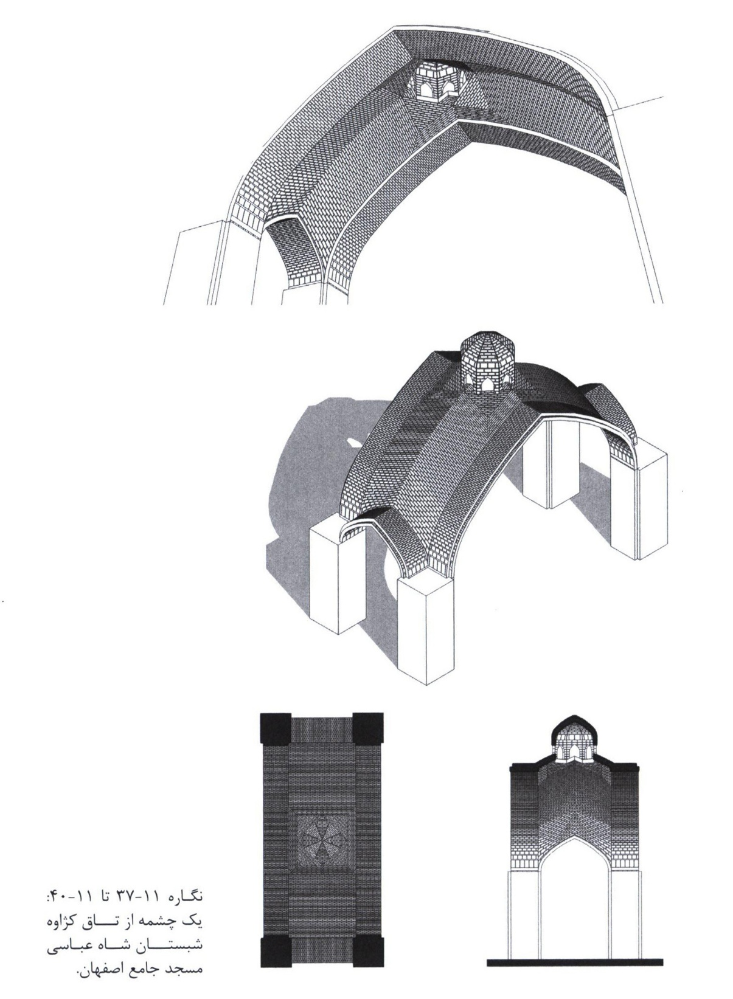 نگاره ۱۱-۳۷ تا ۱۱-۴۰:
یک چشمه از تاق کژاوه
شبستان شاه عباسی
مسجد جامع اصفهان.